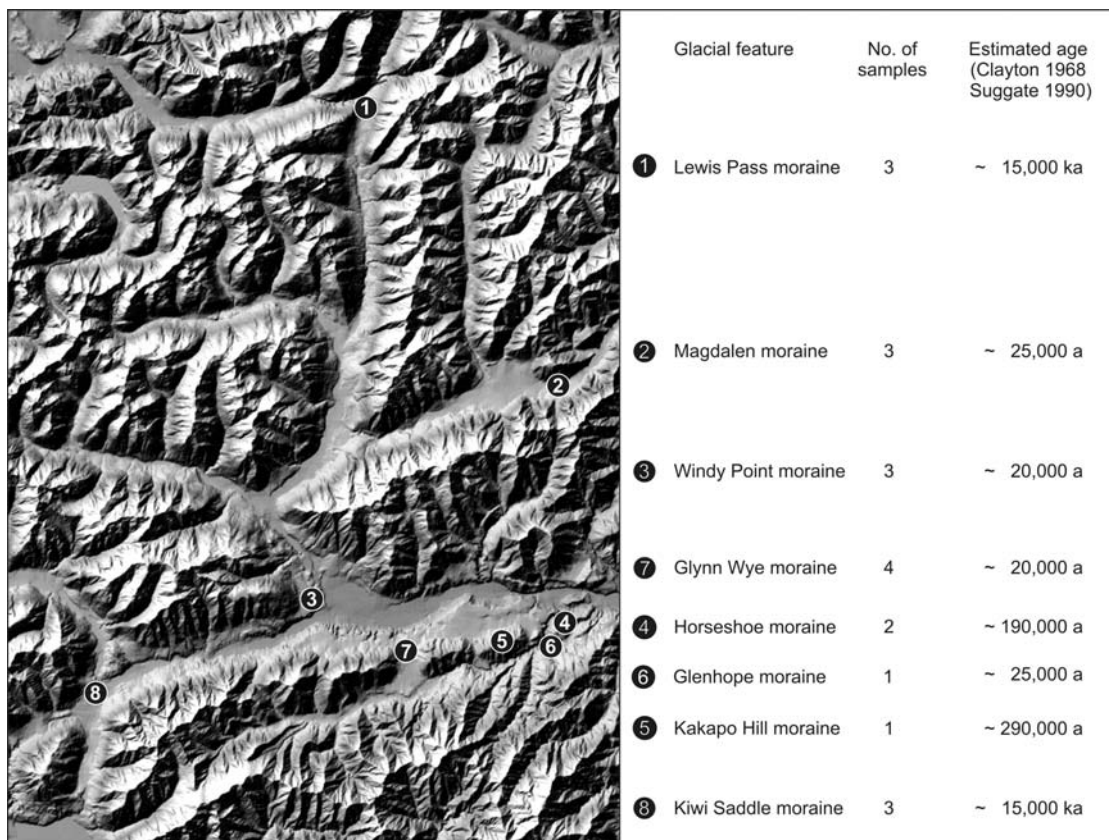 Glacial feature No. of samples Estimated age (Clayton 1968 Suggate 1990)
1 Lewis Pass moraine 3 ~ 15,000 ka
2 Magdalen moraine 3 ~ 25,000 a
3 Windy Point moraine 3 ~ 20,000 a
7 Glynn Wye moraine 4 ~ 20,000 a
4 Horseshoe moraine 2 ~ 190,000 a
6 Glenhope moraine 1 ~ 25,000 a
5 Kakapo Hill moraine 1 ~ 290,000 a
8 Kiwi Saddle moraine 3 ~ 15,000 ka
1
2
3
4
5
6
7
8